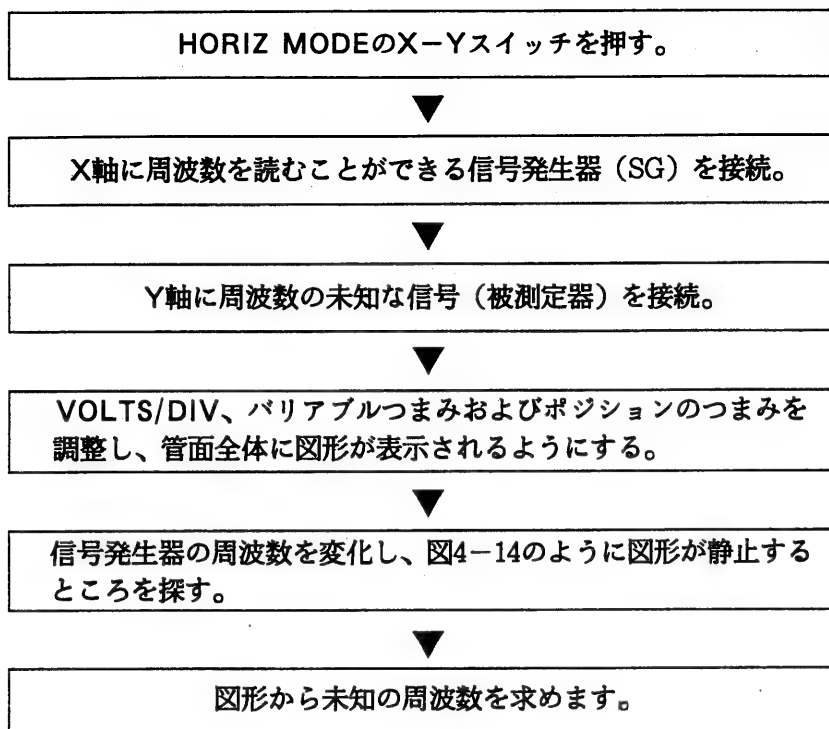 HORIZ MODEのX－Yスイッチを押す。
X軸に周波数を読むことができる信号発生器（SG）を接続。
Y軸に周波数の未知な信号（被測定器）を接続。
VOLTS/DIV、バリアブルつまみおよびポジションのつまみを
調整し、管面全体に図形が表示されるようにする。
信号発生器の周波数を変化し、図4－14のように図形が静止する
ところを探す。
図形から未知の周波数を求めます。